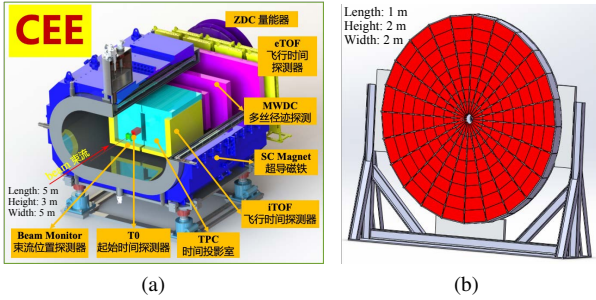 CEE
ZDC 量能器
eTOF
飞行时间
探测器
MWDC
多丝径迹探测
SC Magnet
超导磁铁
iTOF
飞行时间探测器
TPC
时间投影室
T0
起始时间探测器
Beam Monitor
束流位置探测器
Beam 束流
Length: 5 m
Height: 3 m
Width: 5 m
(a)
Length: 1 m
Height: 2 m
Width: 2 m
(b)